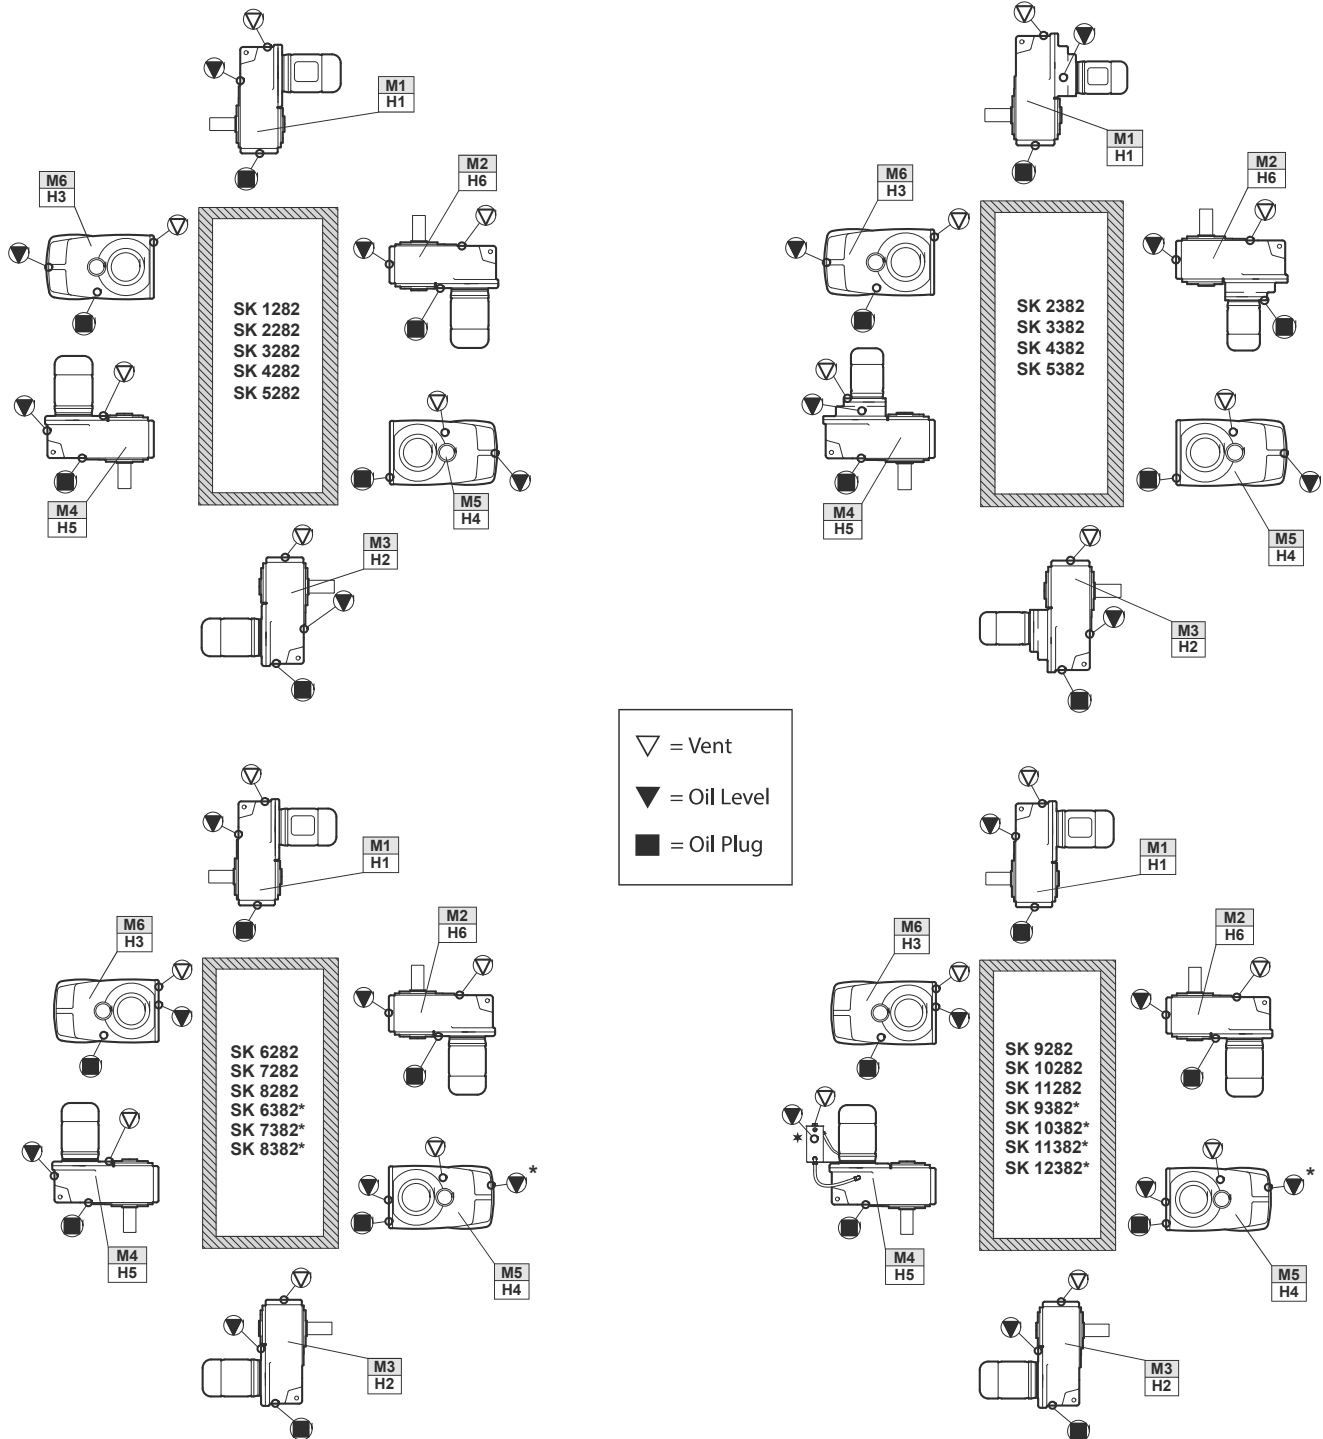 M1
H1
M6
H3
M2
H6
SK 1282
SK 2282
SK 3282
SK 4282
SK 5282
M4
H5
M5
H4
M3
H2
M1
H1
M6
H3
M2
H6
SK 2382
SK 3382
SK 4382
SK 5382
M4
H5
M5
H4
M3
H2
= Vent
= Oil Level
= Oil Plug
M1
H1
M6
H3
M2
H6
SK 6282
SK 7282
SK 8282
SK 6382*
SK 7382*
SK 8382*
*
M4
H5
M5
H4
M3
H2
M1
H1
M6
H3
M2
H6
SK 9282
SK 10282
SK 11282
SK 9382*
SK 10382*
SK 11382*
SK 12382*
*
*
M4
H5
M5
H4
M3
H2